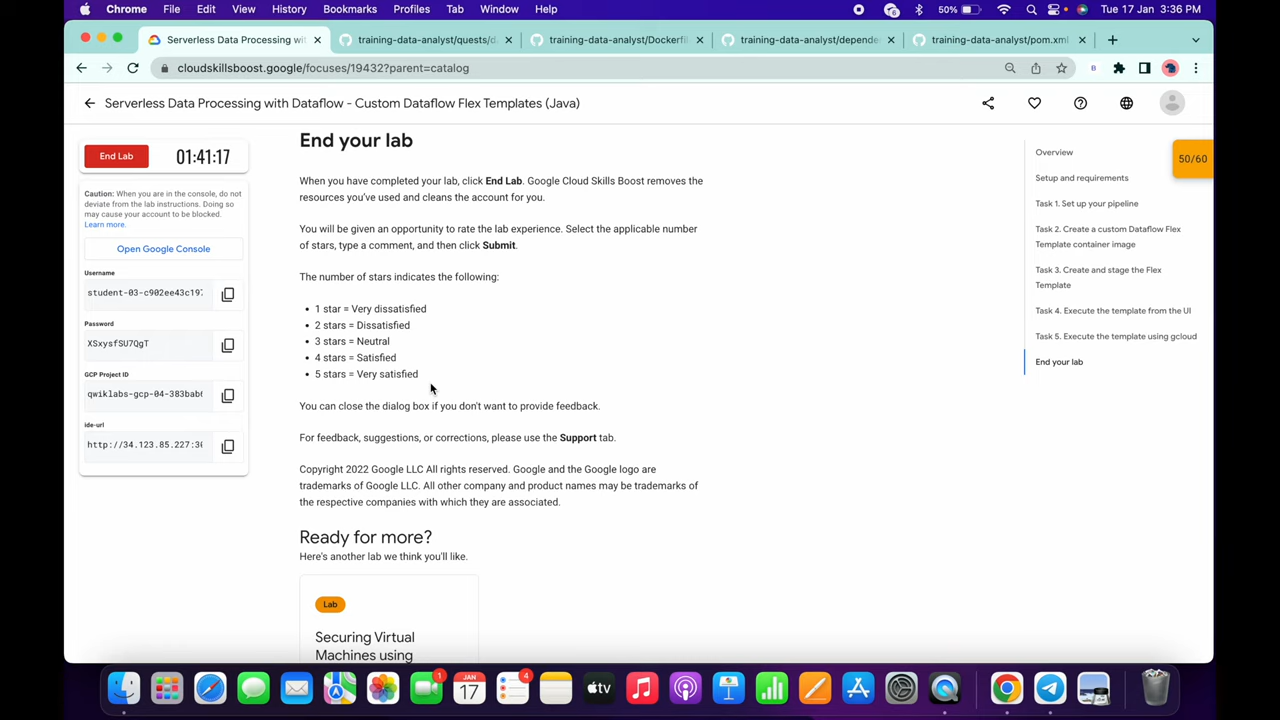 Chrome File Edit View History Bookmarks Profiles Tab Window Help 6 50% Tue 17 Jan 3:36 PM
Serverless Data Processing wit
training-data-analyst/quests/d
training-data-analyst/Dockerfil
training-data-analyst/depende
training-data-analyst/pom.xml
cloudskillsboost.google/focuses/19432?parent=catalog
Serverless Data Processing with Dataflow - Custom Dataflow Flex Templates (Java)
End Lab 01:41:17
Caution: When you are in the console, do not
deviate from the lab instructions. Doing so
may cause your account to be blocked.
Learn more.
Open Google Console
Username
student-03-c902ee43c197
Password
XSxysfSU7QgT
GCP Project ID
qwiklabs-gcp-04-383bab
ide-url
http://34.123.85.227:30
End your lab
When you have completed your lab, click End Lab. Google Cloud Skills Boost removes the
resources you've used and cleans the account for you.
You will be given an opportunity to rate the lab experience. Select the applicable number
of stars, type a comment, and then click Submit.
The number of stars indicates the following:
• 1 star = Very dissatisfied
• 2 stars = Dissatisfied
• 3 stars = Neutral
• 4 stars = Satisfied
• 5 stars = Very satisfied
You can close the dialog box if you don't want to provide feedback.
For feedback, suggestions, or corrections, please use the Support tab.
Copyright 2022 Google LLC All rights reserved. Google and the Google logo are
trademarks of Google LLC. All other company and product names may be trademarks of
the respective companies with which they are associated.
Ready for more?
Here's another lab we think you'll like.
Lab
Securing Virtual
Machines using
Overview
Setup and requirements
Task 1. Set up your pipeline
Task 2. Create a custom Dataflow Flex
Template container image
Task 3. Create and stage the Flex
Template
Task 4. Execute the template from the UI
Task 5. Execute the template using gcloud
End your lab
50/60
1
JAN
17
4
tv